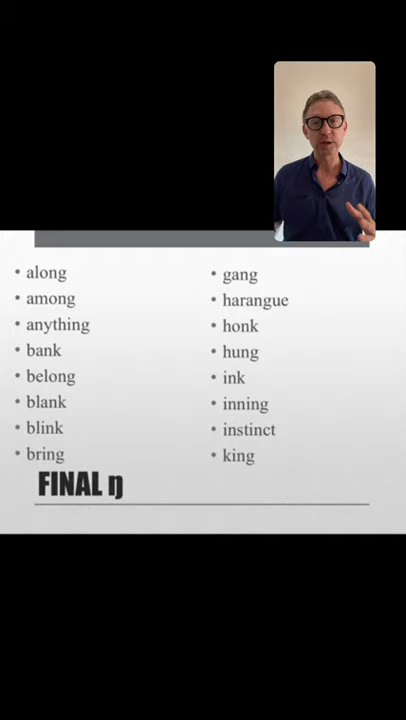 • along
• among
• anything
• bank
• belong
• blank
• blink
• bring
• gang
• harangue
• honk
• hung
• ink
• inning
• instinct
• king
FINAL ŋ